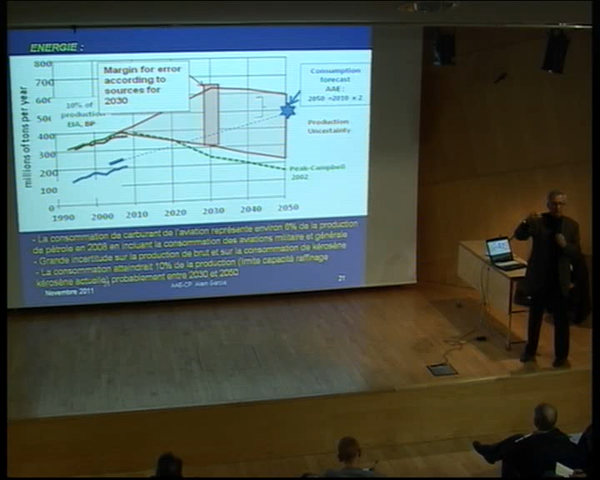 ENERGIE :
800
700
600
500
400
300
200
100
0
millions of tons per year
Margin for error
according to
sources for
2030
10% of
production
EIA, BP
Consumption
forecast
AAE :
2050 =2010 x 2
Production
Uncertainty
Peak-Campbell
2002
1990
2000
2010
2020
2030
2040
2050
- La consommation de carburant de l'aviation représente environ 6% de la production
de pétrole en 2008 en incluant la consommation des aviations militaire et générale
- Grande incertitude sur la production de brut et sur la consommation de kérosène
- La consommation atteindrait 10% de la production (limite capacité raffinage
kérosène actuelle) probablement entre 2030 et 2050
Novembre 2011
AAE-CP Alain Garcia
21